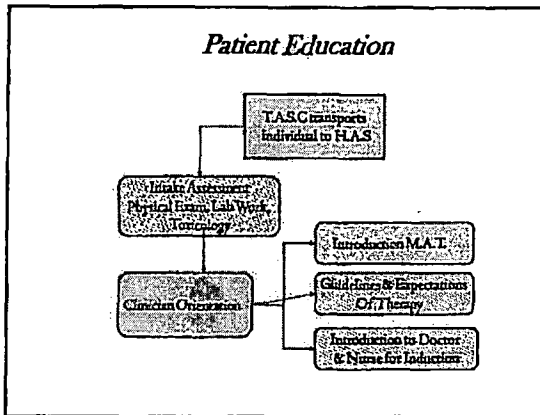 Patient Education
T.A.S.C transports
Individual to H.A.S.
Intake Assessment
Physical Exam, Lab Work,
Toxicology
Clinician Orientation
Introduction M.A.T.
Guidelines & Expectations
Of Therapy
Introduction to Doctor
& Nurse for Induction